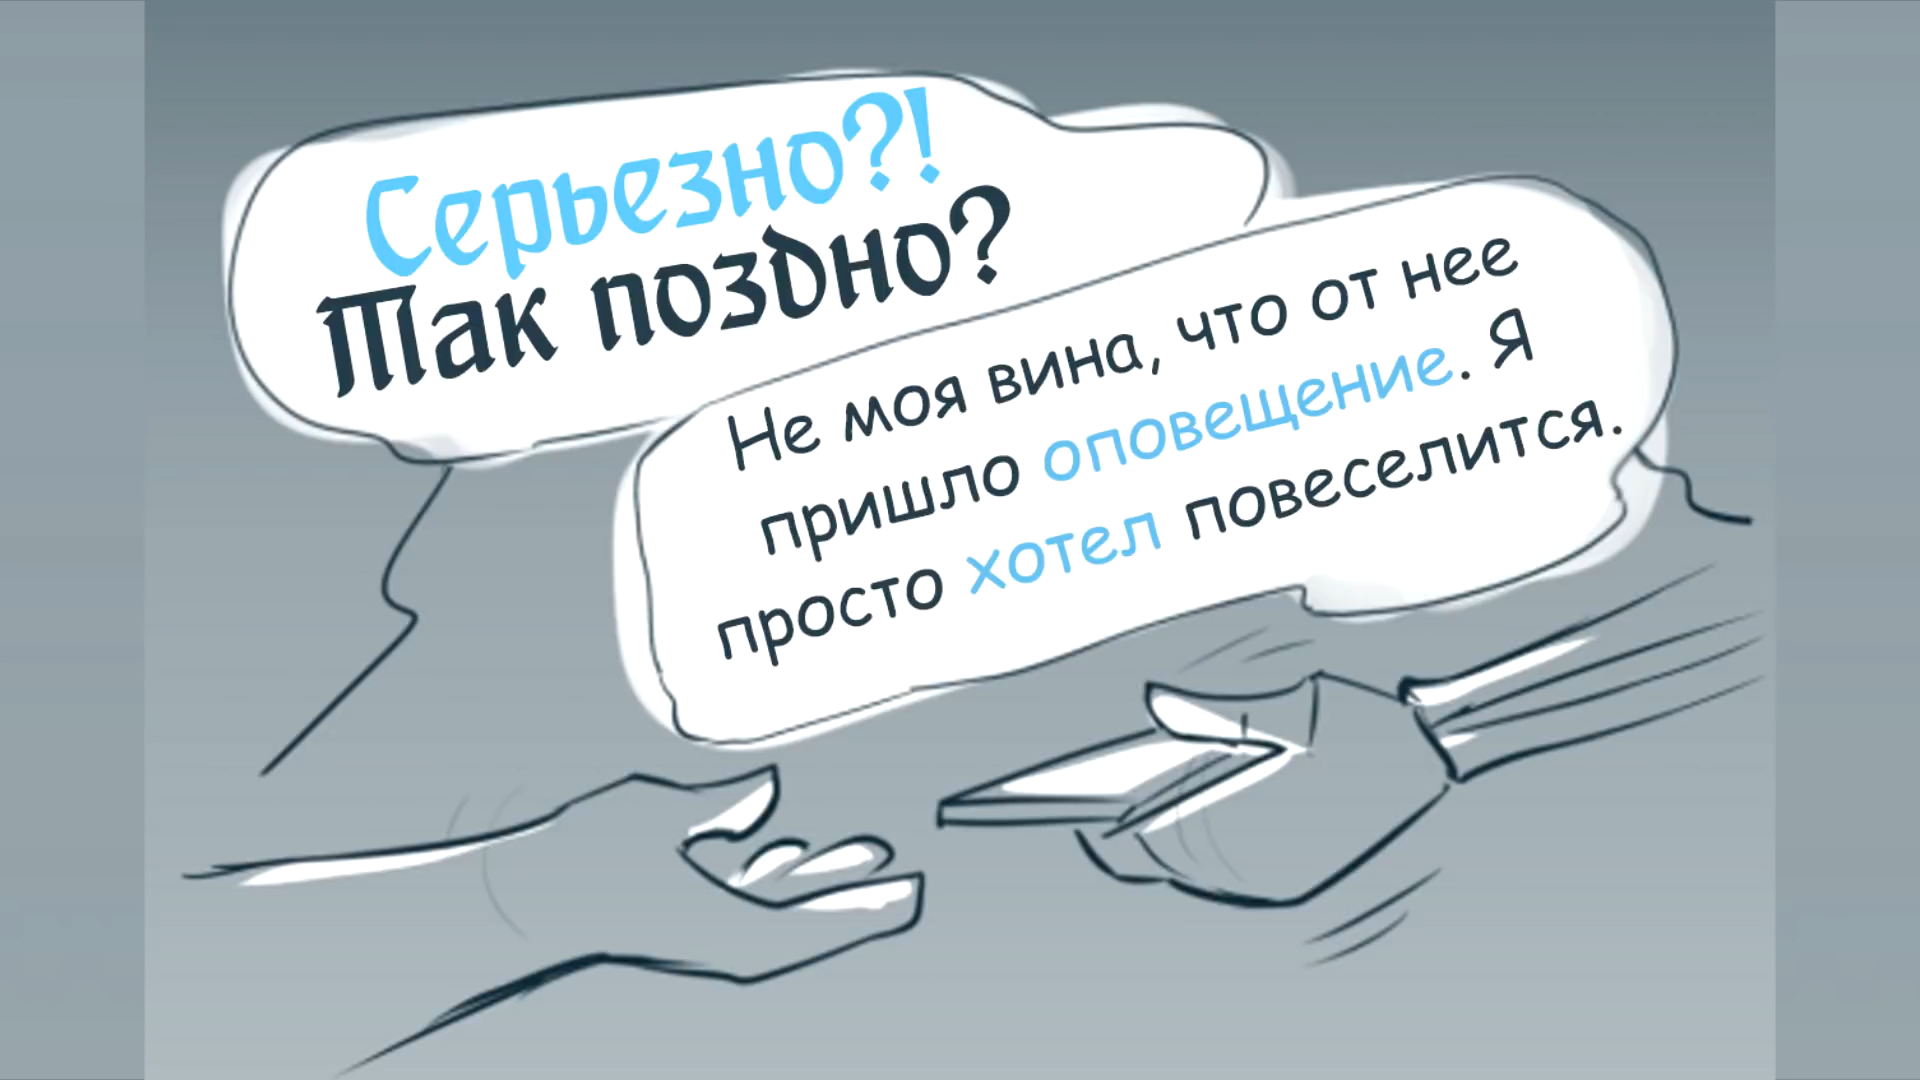 Серьезно?!
Так поздно?
Не моя вина, что от нее
пришло оповещение. Я
просто хотел повеселится.